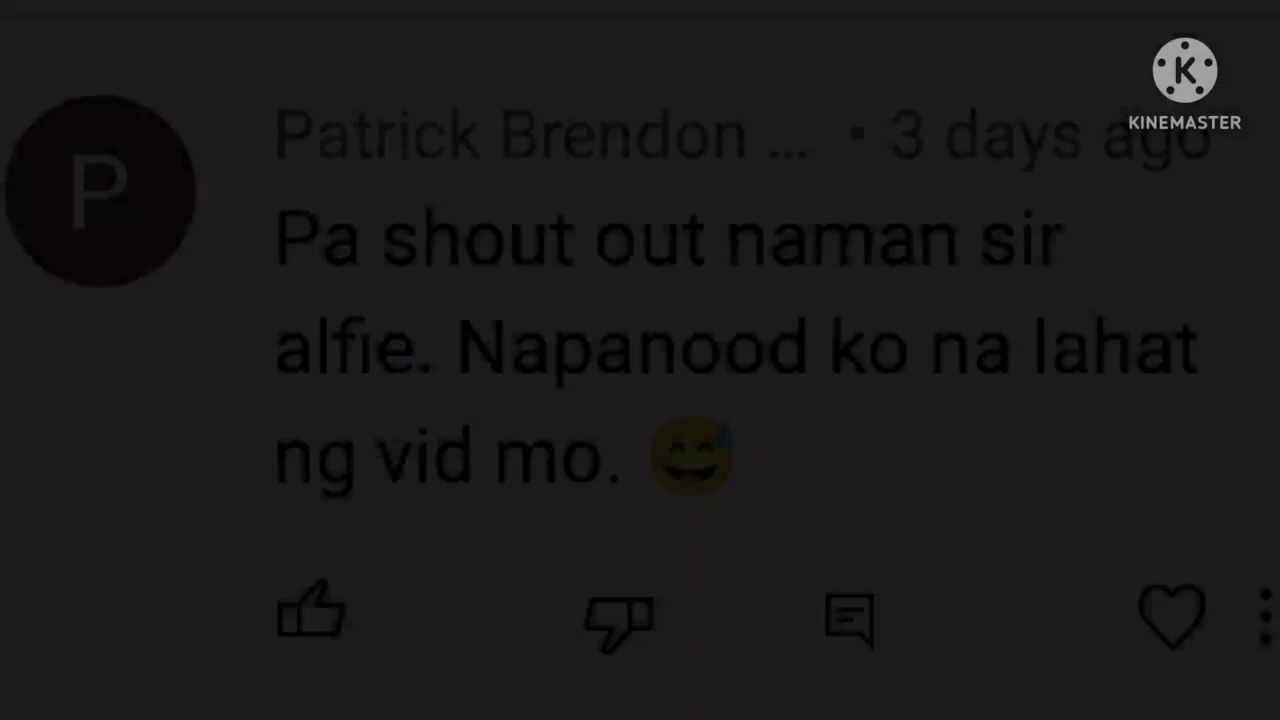 K
KINEMASTER
P
Patrick Brendon ... • 3 days ago
Pa shout out naman sir
alfie. Napanood ko na lahat
ng vid mo. 😅